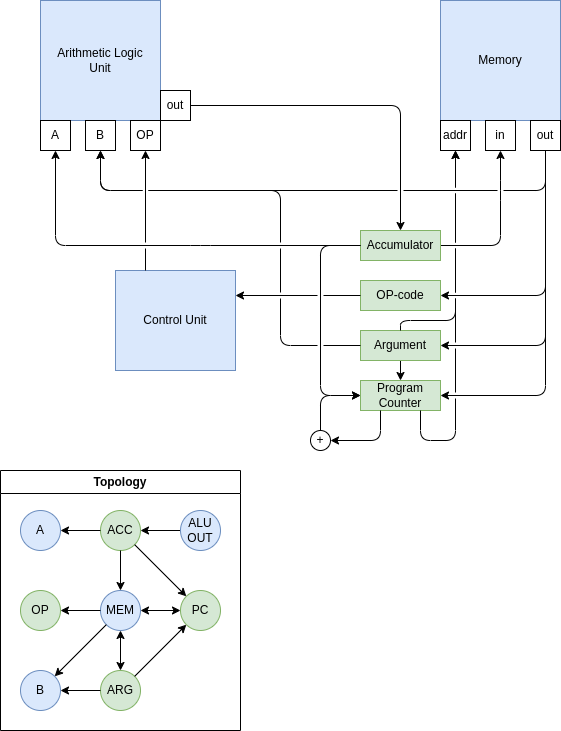 Arithmetic Logic
Unit
Memory
out
A
B
OP
addr
in
out
Accumulator
OP-code
Control Unit
Argument
Program
Counter
+
Topology
A
ACC
ALU
OUT
OP
MEM
PC
B
ARG